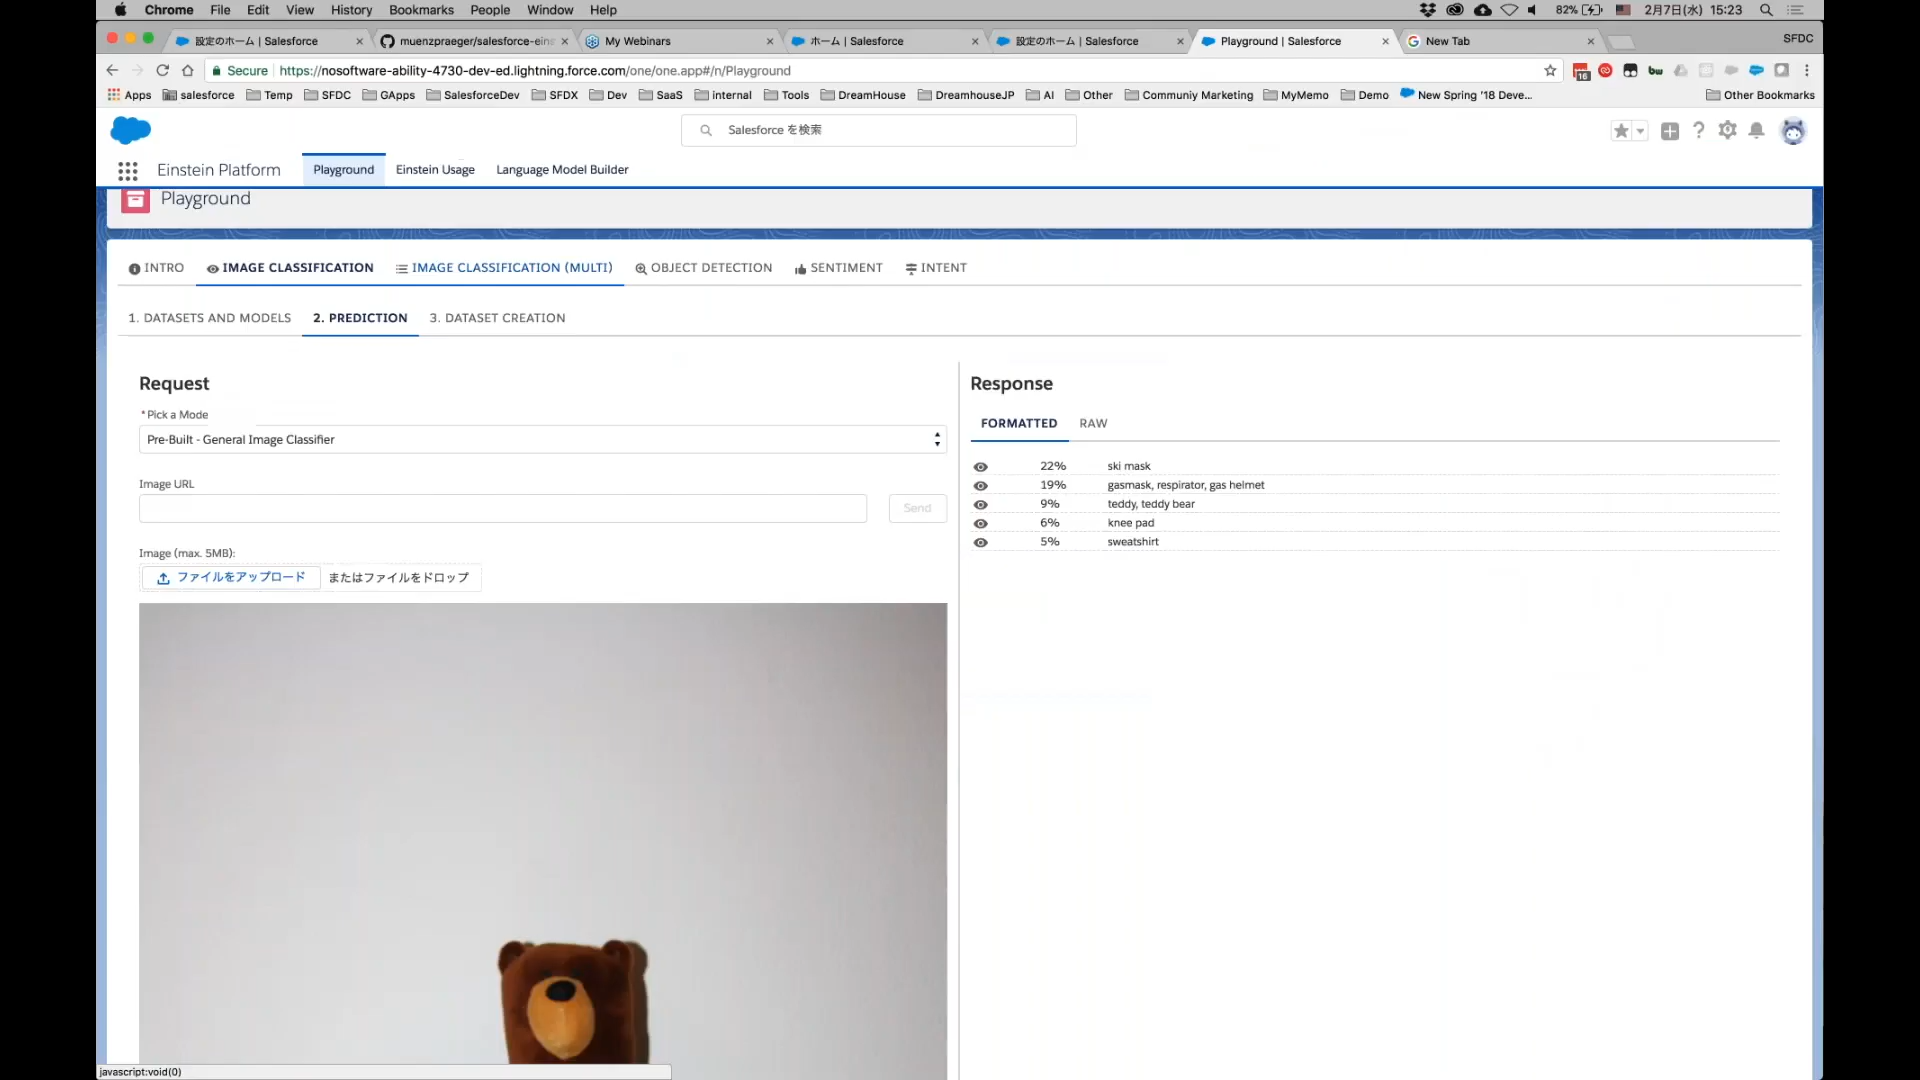 Chrome File Edit View History Bookmarks People Window Help 82% 2月7日(水) 15:23
設定のホーム | Salesforce muenzpraeger/salesforce-eins My Webinars ホーム | Salesforce 設定のホーム | Salesforce Playground | Salesforce New Tab SFDC
Secure https://nosoftware-ability-4730-dev-ed.lightning.force.com/one/one.app#/n/Playground 16
Apps salesforce Temp SFDC GApps SalesforceDev SFDX Dev SaaS internal Tools DreamHouse DreamhouseJP AI Other Communiy Marketing MyMemo Demo New Spring '18 Deve... Other Bookmarks
Salesforce を検索
Einstein Platform Playground Einstein Usage Language Model Builder
Playground
INTRO IMAGE CLASSIFICATION IMAGE CLASSIFICATION (MULTI) OBJECT DETECTION SENTIMENT INTENT
1. DATASETS AND MODELS 2. PREDICTION 3. DATASET CREATION
Request
*Pick a Mode
Pre-Built - General Image Classifier
Image URL
Send
Image (max. 5MB):
ファイルをアップロード またはファイルをドロップ
Response
FORMATTED RAW
22% ski mask
19% gasmask, respirator, gas helmet
9% teddy, teddy bear
6% knee pad
5% sweatshirt
javascript:void(0)